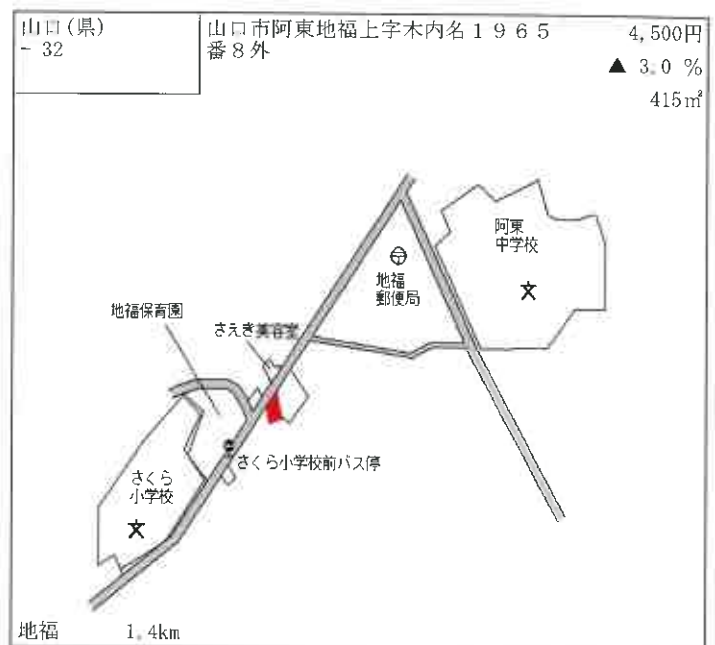 山口(県)
- 32
山口市阿東地福上字木内名1965
番8外
4,500円
▲ 3.0 %
415㎡
阿東
中学校
地福
郵便局
地福保育園
さえき美容室
さくら小学校前バス停
さくら
小学校
地福 1.4km